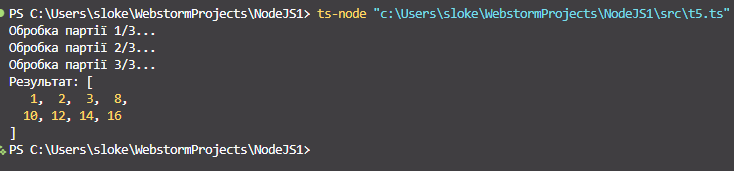 PS C:\Users\sloke\WebstormProjects\NodeJS1> ts-node "c:\Users\sloke\WebstormProjects\NodeJS1\src\t5.ts"
Обробка партії 1/3...
Обробка партії 2/3...
Обробка партії 3/3...
Результат: [
   1,  2,  3,  8,
  10, 12, 14, 16
]
PS C:\Users\sloke\WebstormProjects\NodeJS1>